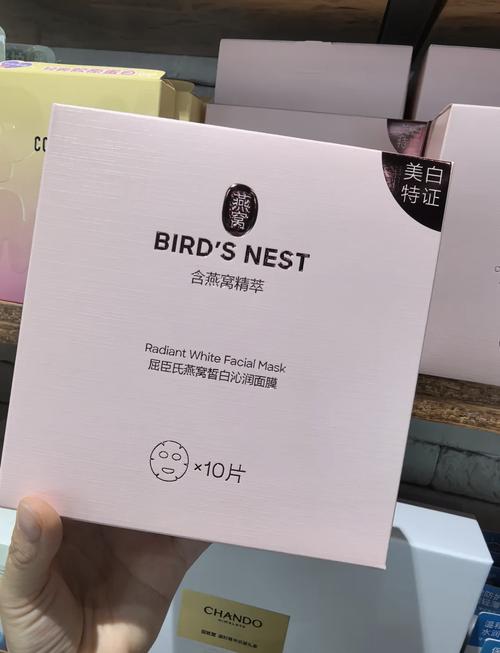 美白
特证
燕
窝
BIRD'S NEST
含燕窝精萃
Radiant White Facial Mask
屈臣氏燕窝皙白沁润面膜
×10片
CHANDO
HIMALAYA